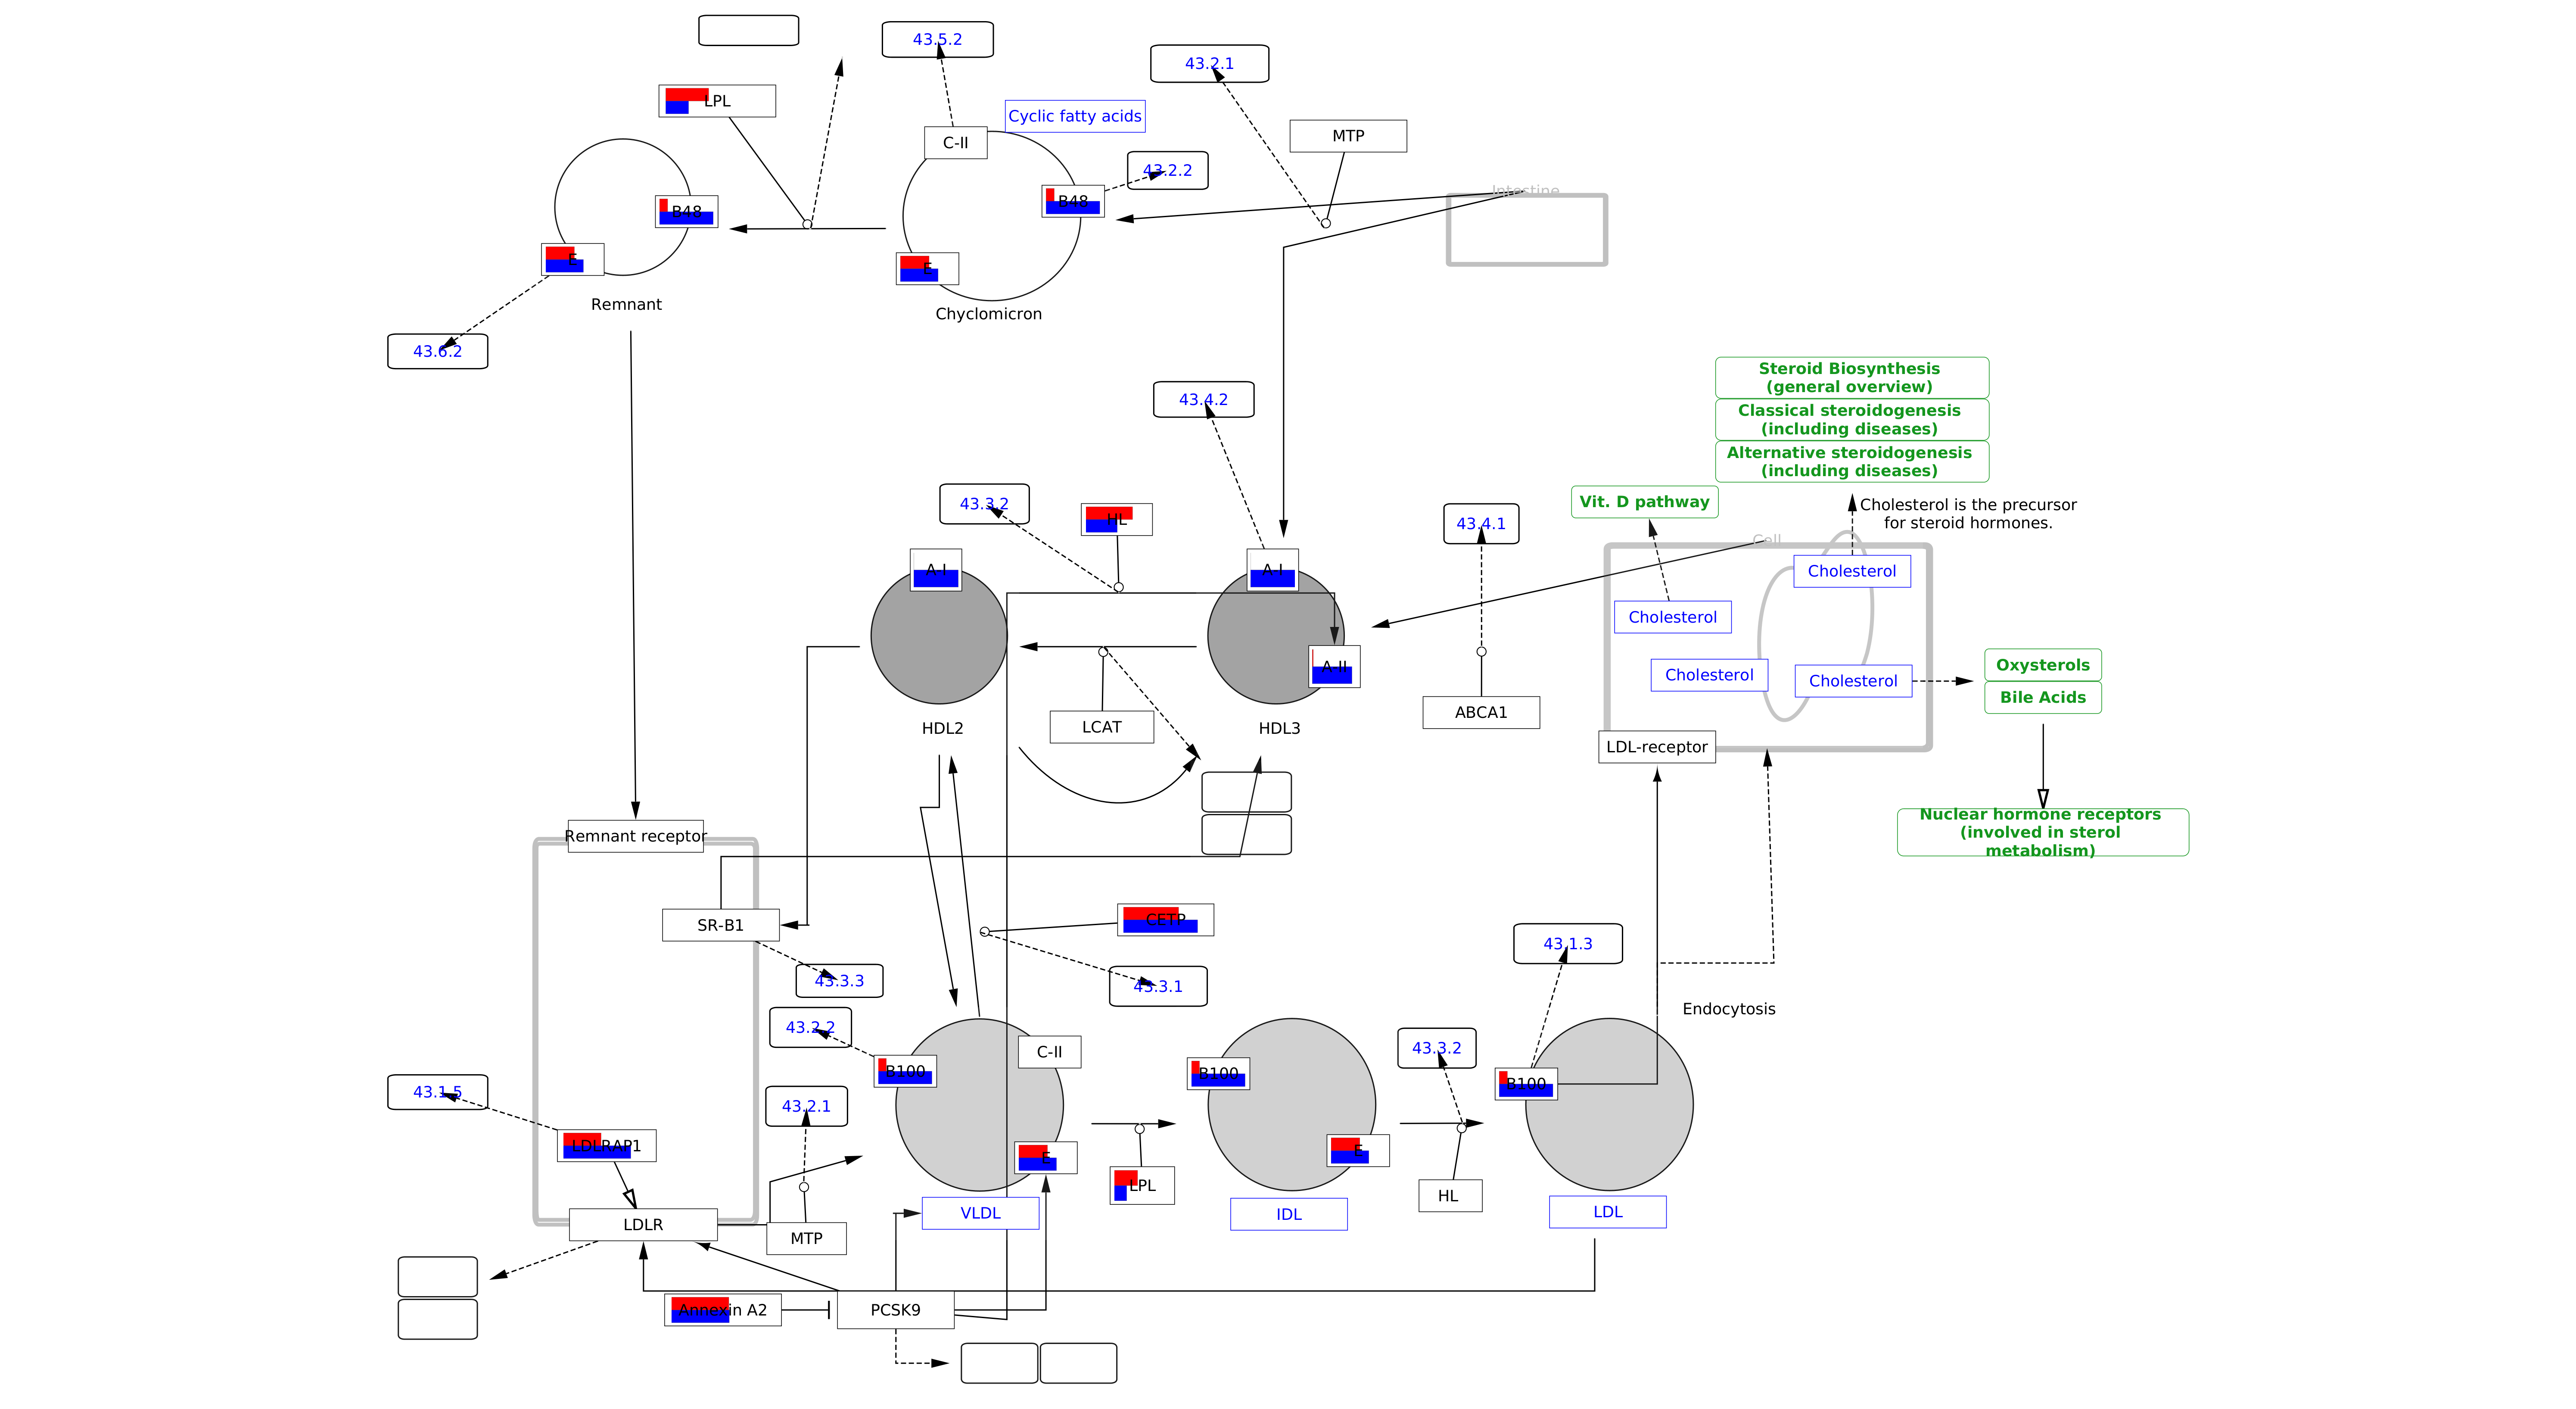 43.5.2
43.2.1
LPL
Cyclic fatty acids
C-II
MTP
43.2.2
Intestine
B48
B48
E
E
Remnant
Chyclomicron
43.6.2
Steroid Biosynthesis
(general overview)
43.4.2
Classical steroidogenesis
(including diseases)
Alternative steroidogenesis
(including diseases)
Vit. D pathway
Cholesterol is the precursor
for steroid hormones.
43.3.2
HL
43.4.1
Cell
A-I
A-I
Cholesterol
Cholesterol
A-II
Cholesterol
Cholesterol
Oxysterols
Bile Acids
ABCA1
HDL2
LCAT
HDL3
LDL-receptor
Nuclear hormone receptors
(involved in sterol
metabolism)
Remnant receptor
SR-B1
CETP
43.1.3
43.3.3
43.3.1
Endocytosis
43.2.2
C-II
43.3.2
B100
B100
B100
43.1.5
43.2.1
LDLRAP1
E
E
LPL
HL
VLDL
IDL
LDL
LDLR
MTP
Annexin A2
PCSK9